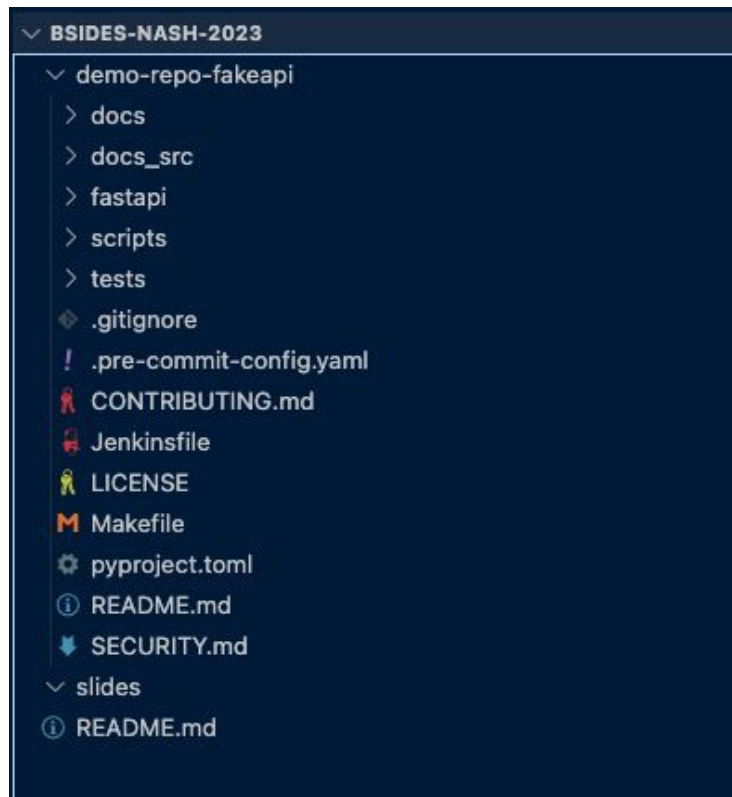 BSIDES-NASH-2023
demo-repo-fakeapi
docs
docs_src
fastapi
scripts
tests
.gitignore
.pre-commit-config.yaml
CONTRIBUTING.md
Jenkinsfile
LICENSE
Makefile
pyproject.toml
README.md
SECURITY.md
slides
README.md